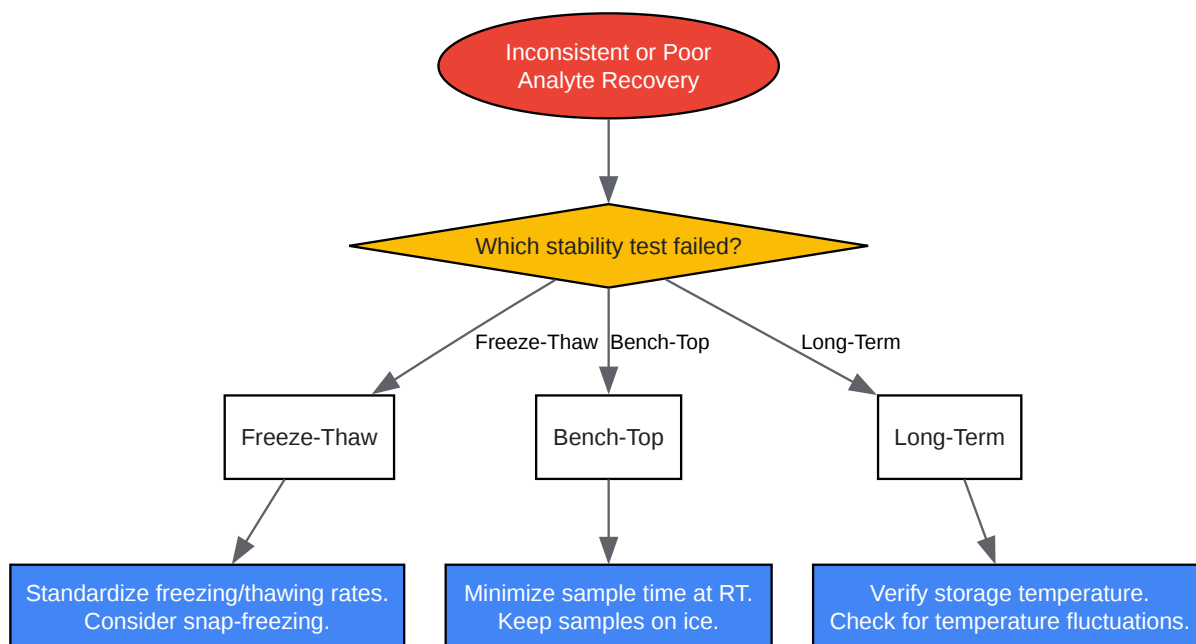 Inconsistent or Poor
Analyte Recovery
Which stability test failed?
Freeze-Thaw
Bench-Top
Long-Term
Freeze-Thaw
Bench-Top
Long-Term
Standardize freezing/thawing rates.
Consider snap-freezing.
Minimize sample time at RT.
Keep samples on ice.
Verify storage temperature.
Check for temperature fluctuations.